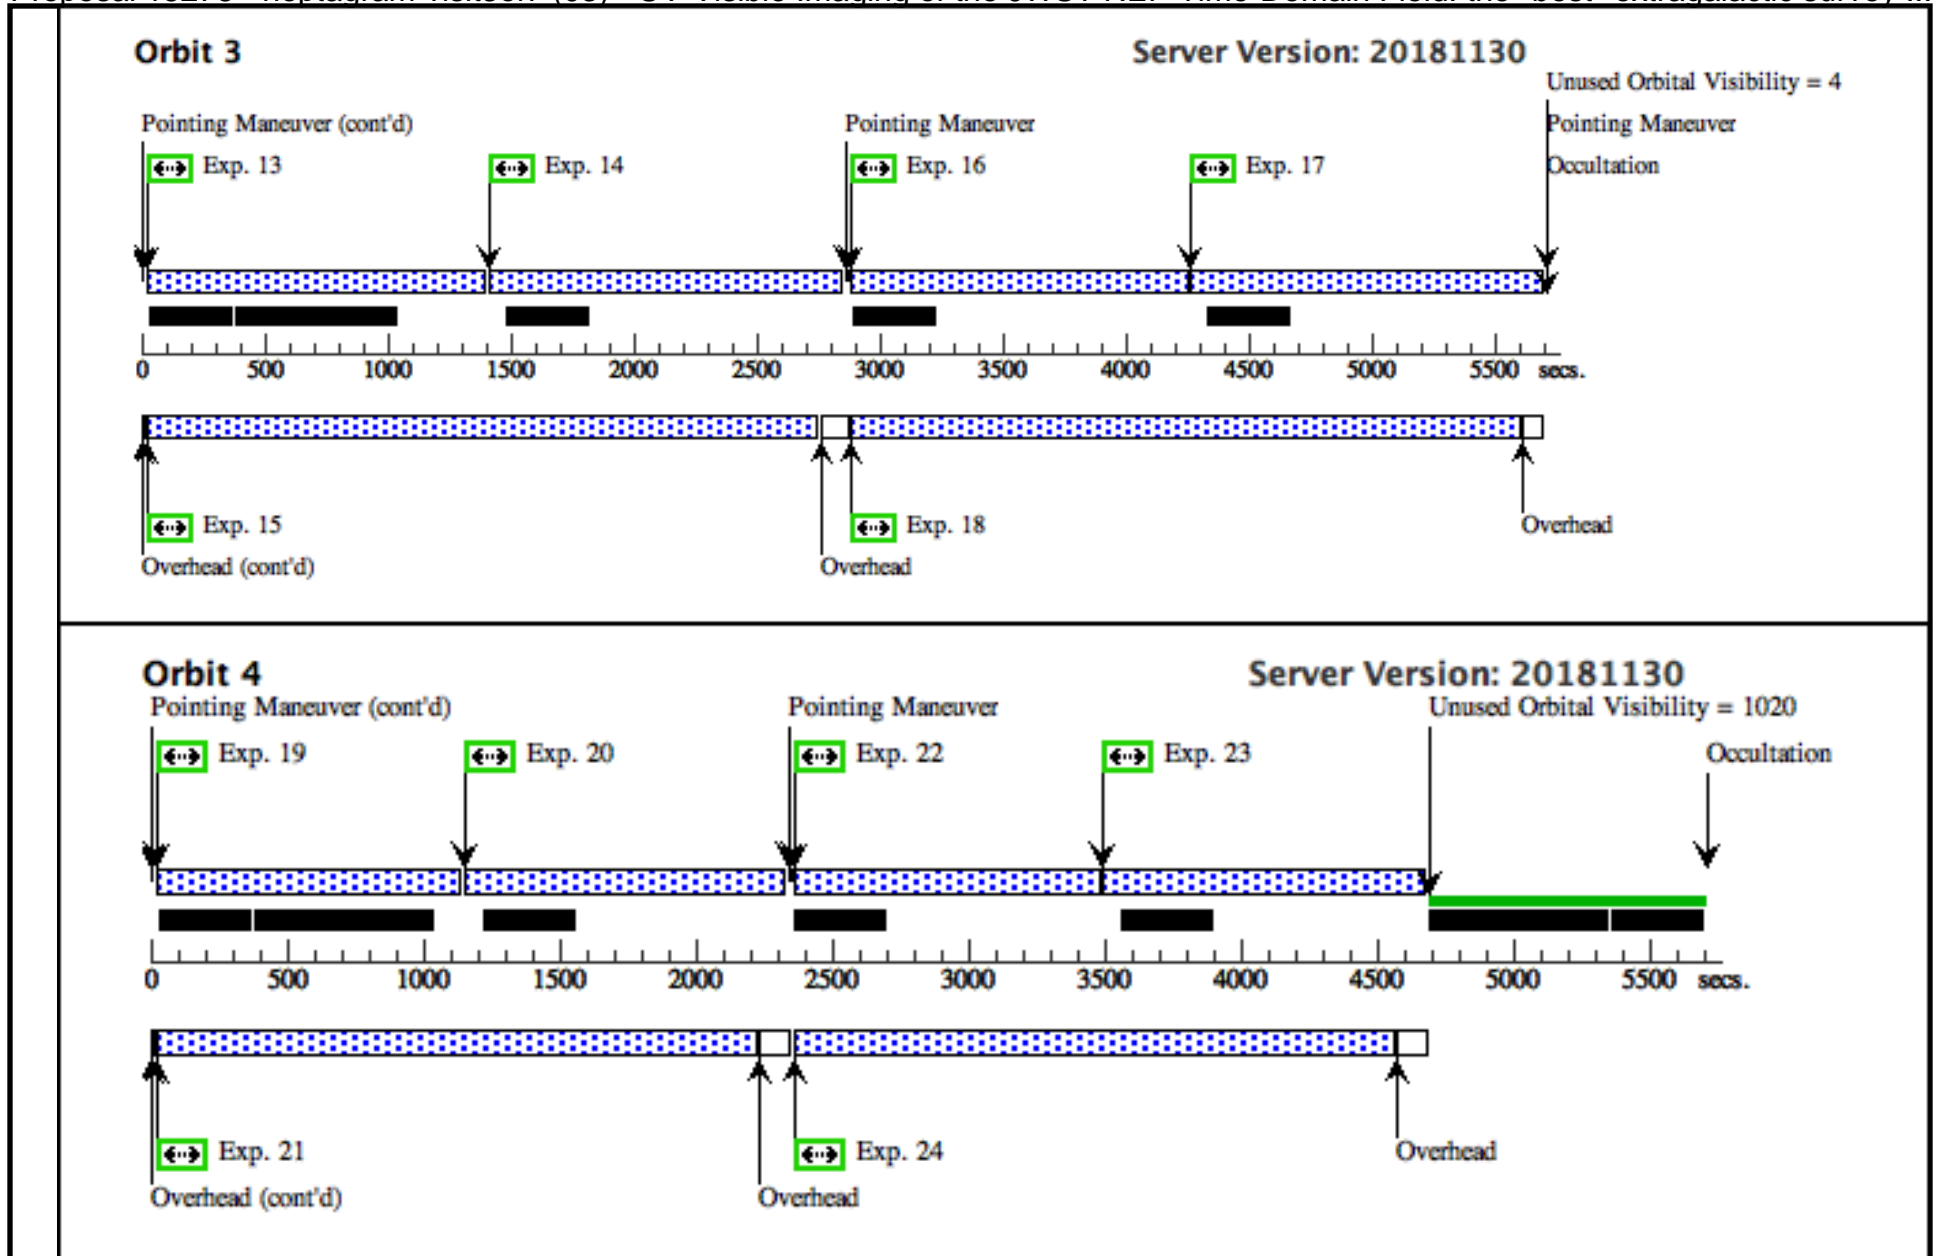 Orbit 3
Server Version: 20181130
Unused Orbital Visibility = 4
Pointing Maneuver (cont'd)
Pointing Maneuver
Pointing Maneuver
Exp. 13
Exp. 14
Exp. 16
Exp. 17
Occultation
0 500 1000 1500 2000 2500 3000 3500 4000 4500 5000 5500 secs.
Exp. 15
Exp. 18
Overhead
Overhead (cont'd)
Overhead
Orbit 4
Server Version: 20181130
Pointing Maneuver (cont'd)
Pointing Maneuver
Unused Orbital Visibility = 1020
Exp. 19
Exp. 20
Exp. 22
Exp. 23
Occultation
0 500 1000 1500 2000 2500 3000 3500 4000 4500 5000 5500 secs.
Exp. 21
Exp. 24
Overhead
Overhead (cont'd)
Overhead